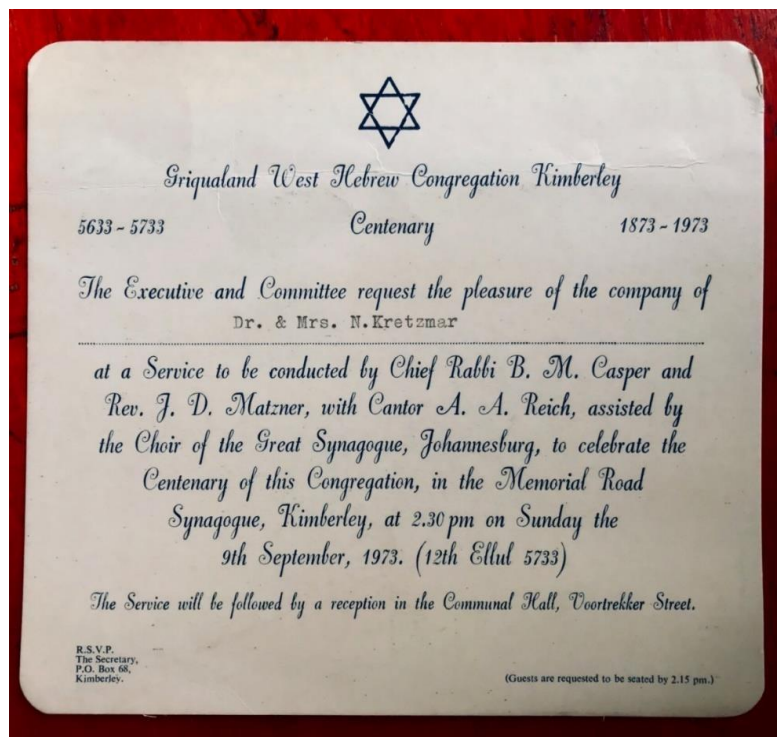 Griqualand West Hebrew Congregation Kimberley
5633 - 5733 Centenary 1873 - 1973
The Executive and Committee request the pleasure of the company of
Dr. & Mrs. N.Kretzmar
at a Service to be conducted by Chief Rabbi B. M. Casper and
Rev. J. D. Matzner, with Cantor A. A. Reich, assisted by
the Choir of the Great Synagogue, Johannesburg, to celebrate the
Centenary of this Congregation, in the Memorial Road
Synagogue, Kimberley, at 2.30 pm on Sunday the
9th September, 1973. (12th Ellul 5733)
The Service will be followed by a reception in the Communal Hall, Voortrekker Street.
R.S.V.P.
The Secretary,
P.O. Box 68,
Kimberley.
(Guests are requested to be seated by 2.15 pm.)